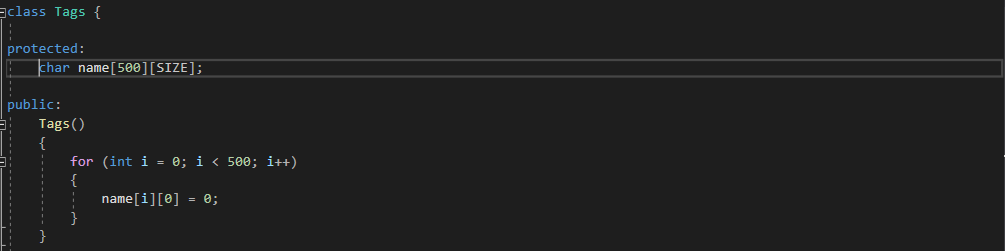 class Tags {
protected:
    char name[500][SIZE];
public:
    Tags()
    {
        for (int i = 0; i < 500; i++)
        {
            name[i][0] = 0;
        }
    }